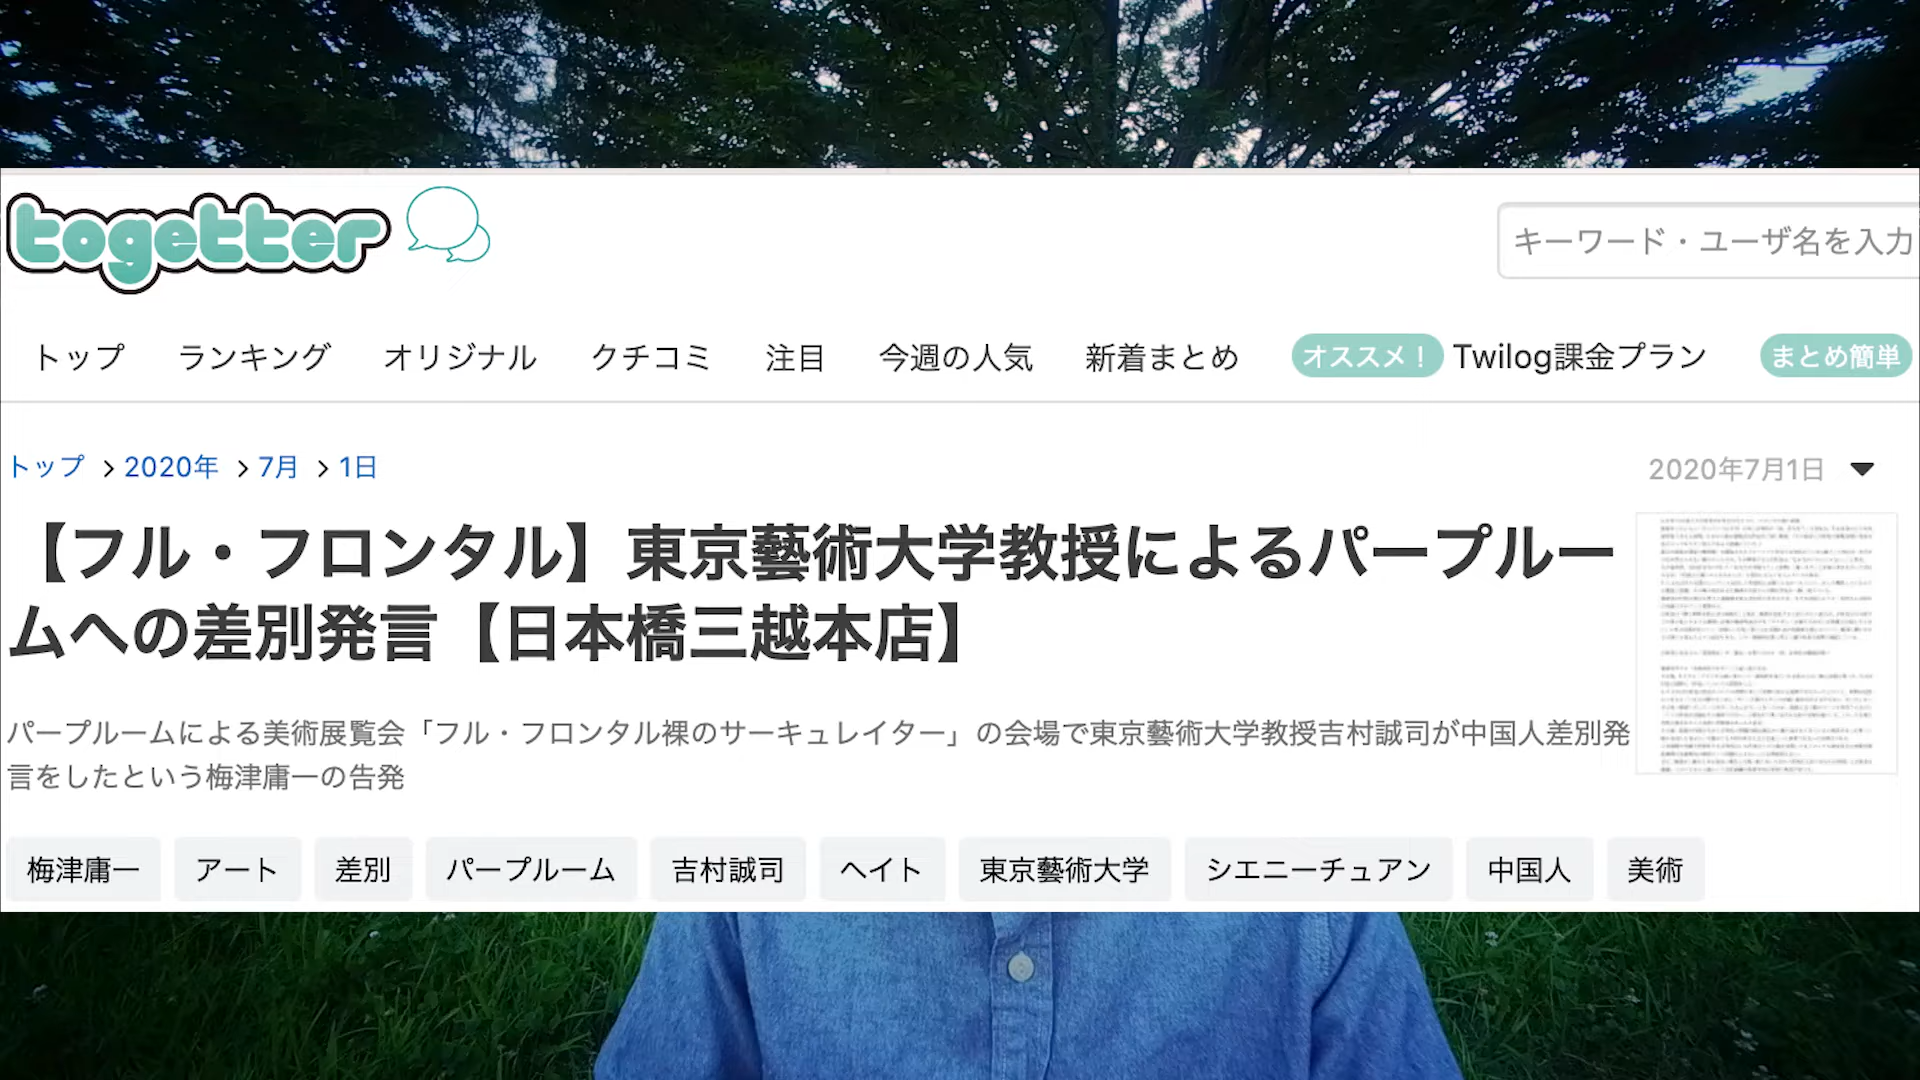 togetter
キーワード・ユーザ名を入力
トップ ランキング オリジナル クチコミ 注目 今週の人気 新着まとめ オススメ！ Twilog課金プラン まとめ簡単
トップ > 2020年 > 7月 > 1日
2020年7月1日
【フル・フロンタル】東京藝術大学教授によるパープルー
ムへの差別発言【日本橋三越本店】
パープルームによる美術展覧会「フル・フロンタル裸のサーキュレイター」の会場で東京藝術大学教授吉村誠司が中国人差別発
言をしたという梅津庸一の告発
梅津庸一 アート 差別 パープルーム 吉村誠司 ヘイト 東京藝術大学 シエニーチュアン 中国人 美術